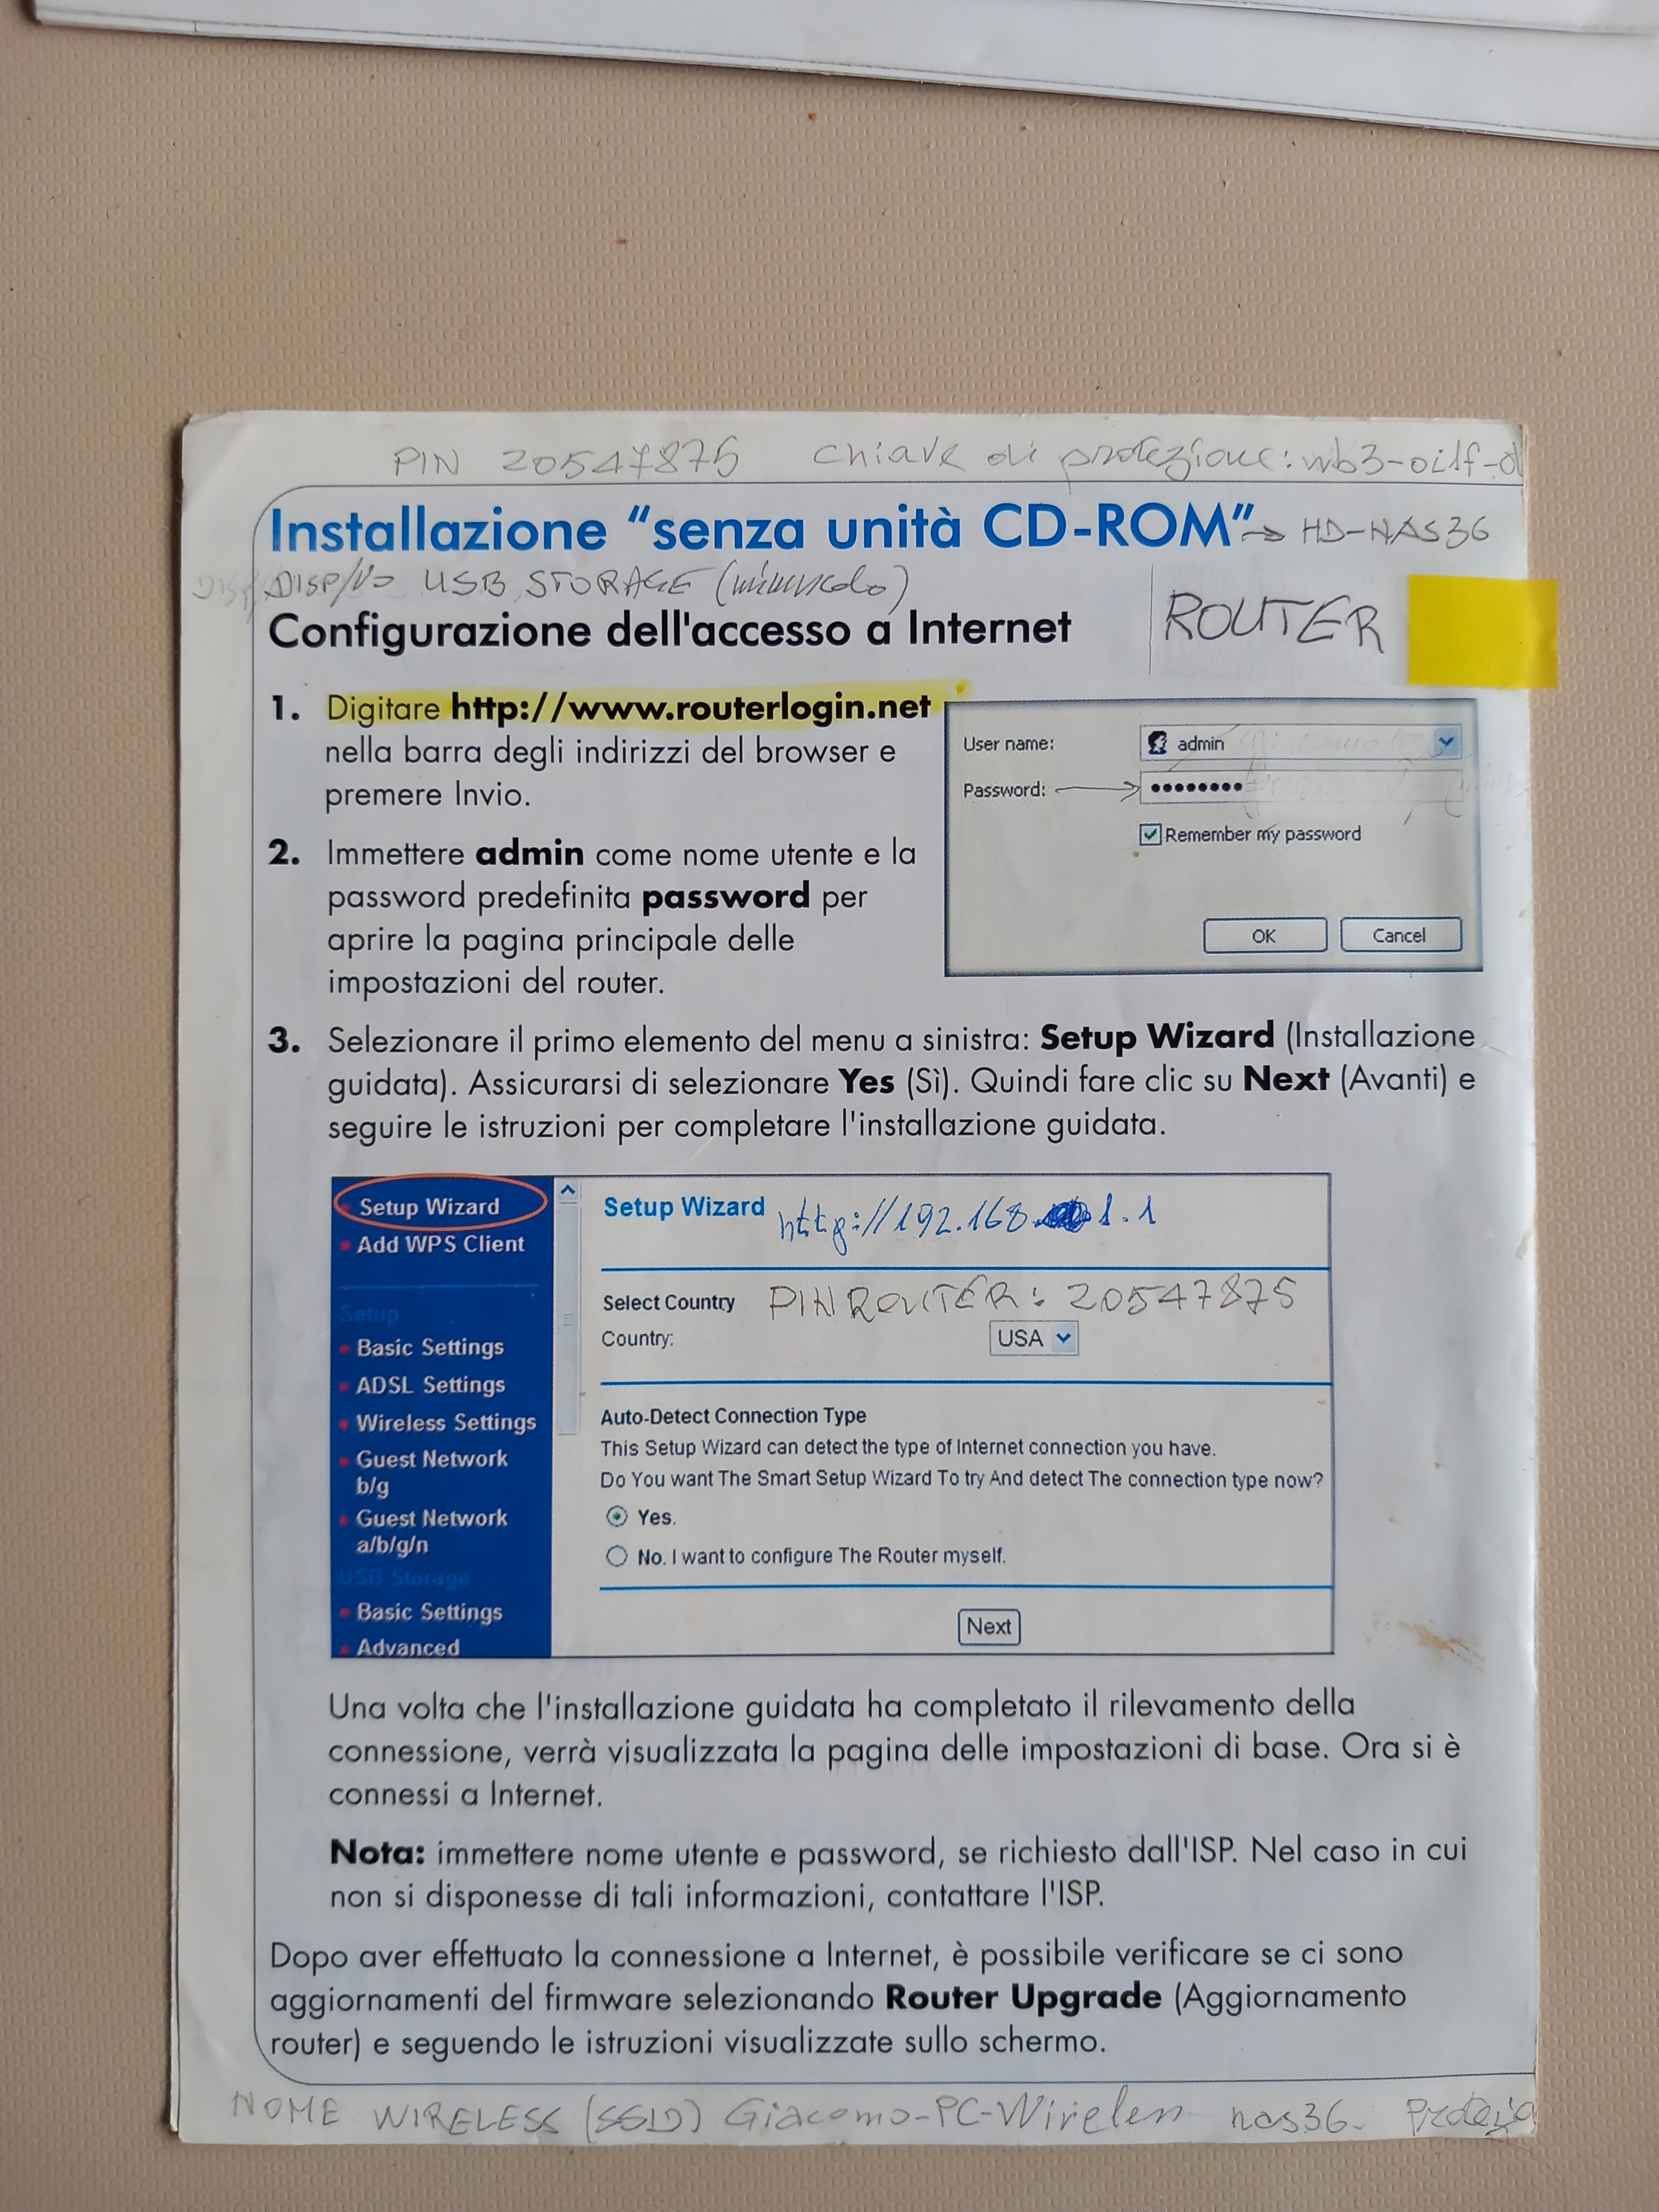 PIN 20547875 chiave di protezione: wb3-oi1f-d
Installazione "senza unità CD-ROM" → HD-NAS36
DISP/VO USB STORAGE (minuscolo)
Configurazione dell'accesso a Internet
ROUTER
1. Digitare http://www.routerlogin.net
nella barra degli indirizzi del browser e
premere Invio.
2. Immettere admin come nome utente e la
password predefinita password per
aprire la pagina principale delle
impostazioni del router.
User name: admin
Password: ••••••••
Remember my password
OK Cancel
3. Selezionare il primo elemento del menu a sinistra: Setup Wizard (Installazione
guidata). Assicurarsi di selezionare Yes (Sì). Quindi fare clic su Next (Avanti) e
seguire le istruzioni per completare l'installazione guidata.
Setup Wizard
Add WPS Client
Setup
Basic Settings
ADSL Settings
Wireless Settings
Guest Network
b/g
Guest Network
a/b/g/n
USB Storage
Basic Settings
Advanced
Setup Wizard http://192.168.1.1
Select Country PIN ROUTER: 20547875
Country: USA
Auto-Detect Connection Type
This Setup Wizard can detect the type of Internet connection you have.
Do You want The Smart Setup Wizard To try And detect The connection type now?
Yes.
No. I want to configure The Router myself.
Next
Una volta che l'installazione guidata ha completato il rilevamento della
connessione, verrà visualizzata la pagina delle impostazioni di base. Ora si è
connessi a Internet.
Nota: immettere nome utente e password, se richiesto dall'ISP. Nel caso in cui
non si disponesse di tali informazioni, contattare l'ISP.
Dopo aver effettuato la connessione a Internet, è possibile verificare se ci sono
aggiornamenti del firmware selezionando Router Upgrade (Aggiornamento
router) e seguendo le istruzioni visualizzate sullo schermo.
NOME WIRELESS (SSID) Giacomo-PC-Wireless nas36.